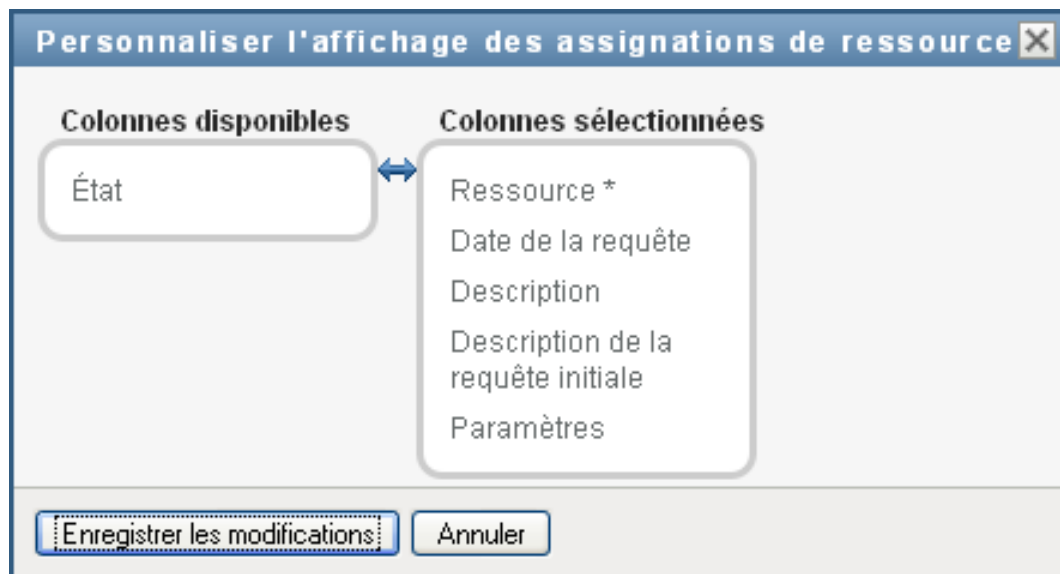 Personnaliser l'affichage des assignations de ressource
Colonnes disponibles
État
Colonnes sélectionnées
Ressource *
Date de la requête
Description
Description de la
requête initiale
Paramètres
Enregistrer les modifications
Annuler